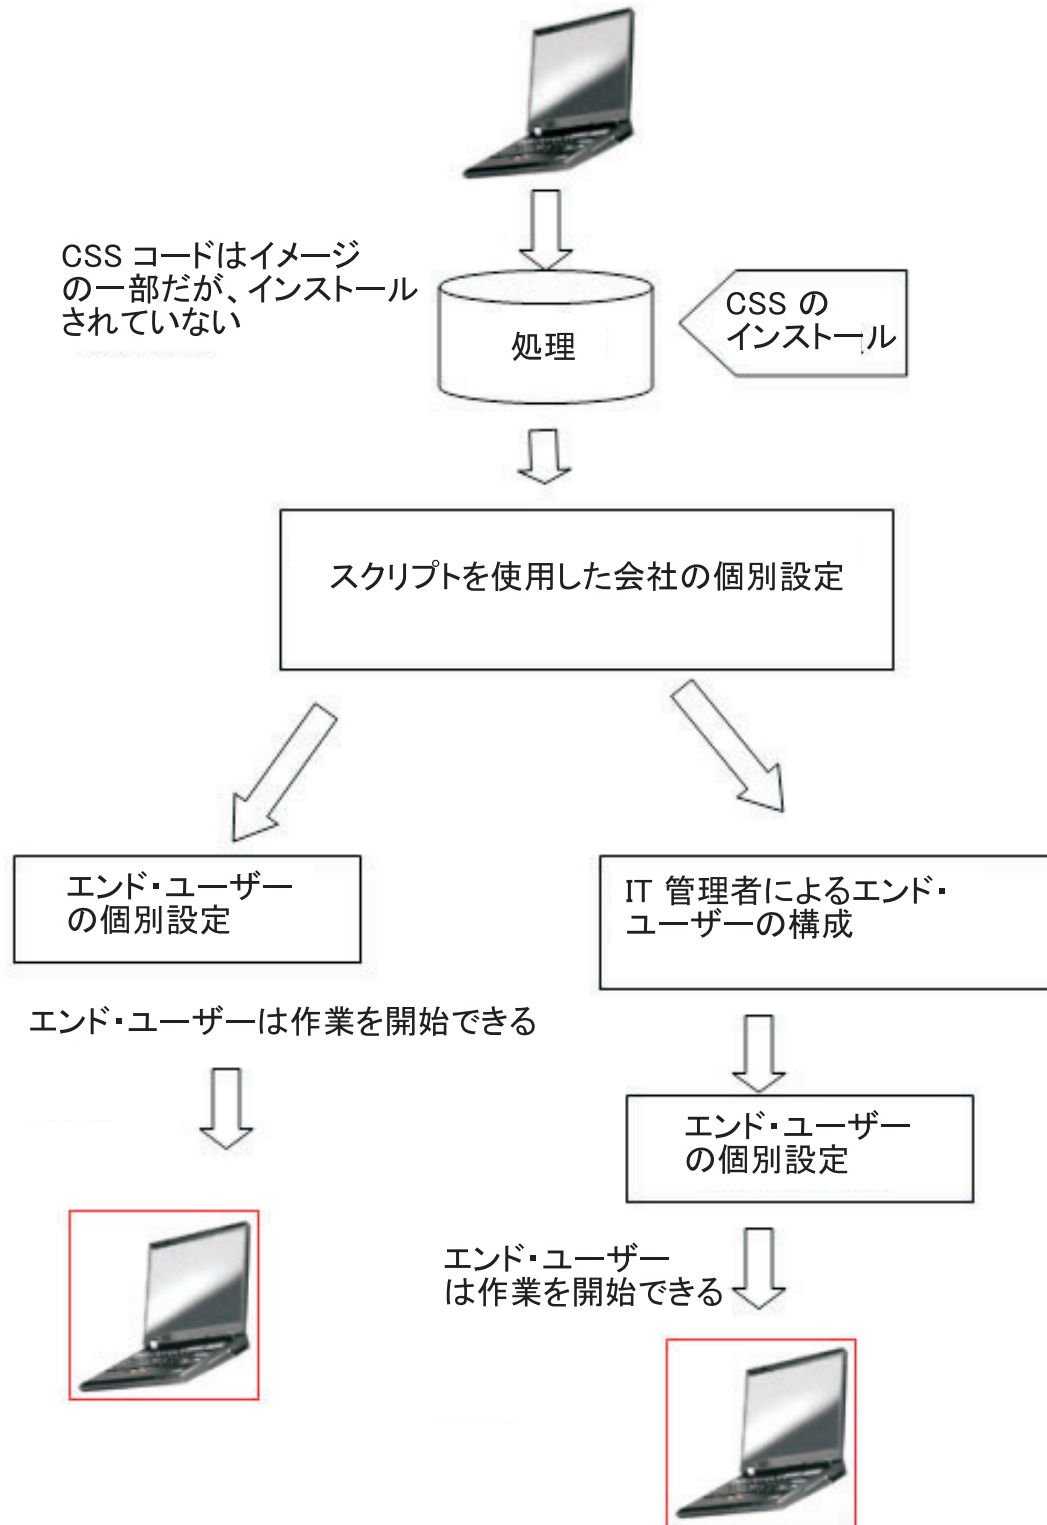 CSS コードはイメージ
の一部だが、インストール
されていない
処理
CSS の
インストール
スクリプトを使用した会社の個別設定
エンド・ユーザー
の個別設定
IT 管理者によるエンド・
ユーザーの構成
エンド・ユーザーは作業を開始できる
エンド・ユーザー
の個別設定
エンド・ユーザー
は作業を開始できる